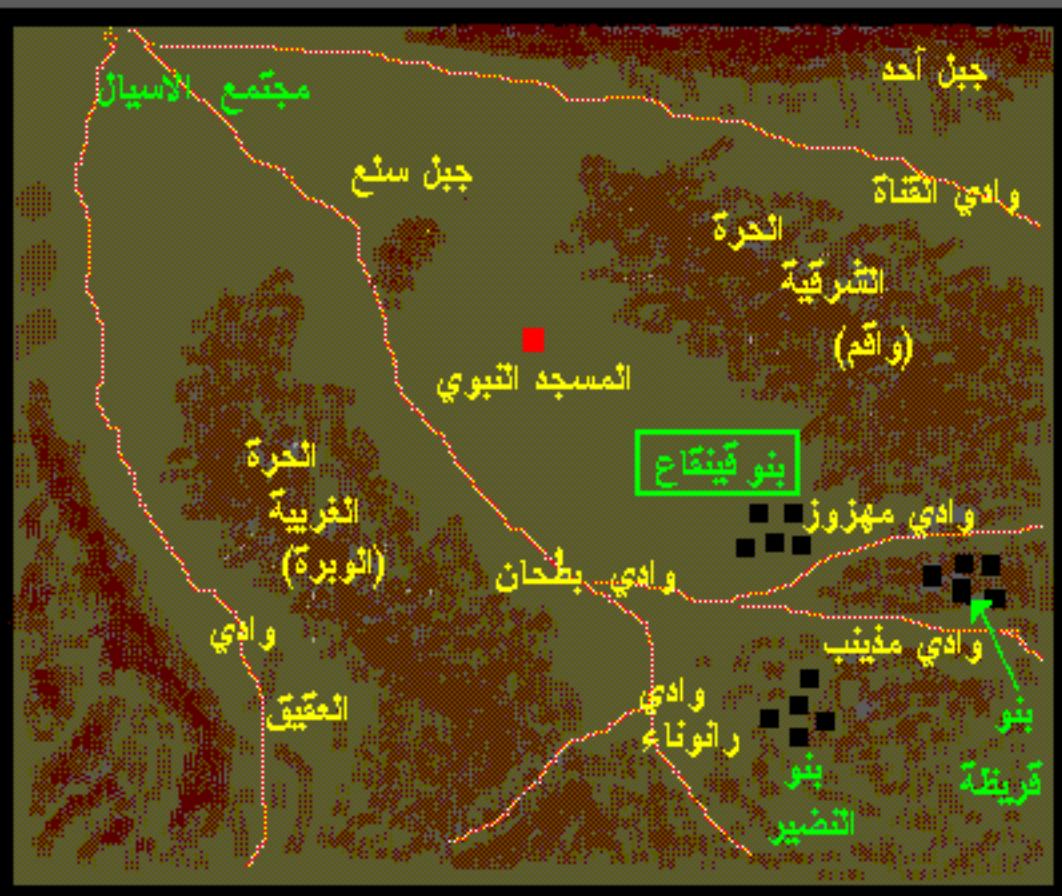 جبل أحد
مجتمع الاسيال
جبل سلع
وادي القناة
الحرة
الشرقية
(واقم)
المسجد النبوي
الحرة
الغربية
(الوبرة)
بنو قينقاع
وادي مهزوز
وادي بطحان
وادي
العقيق
وادي مذينب
وادي
رانوناء
بنو
قريظة
بنو
النضير